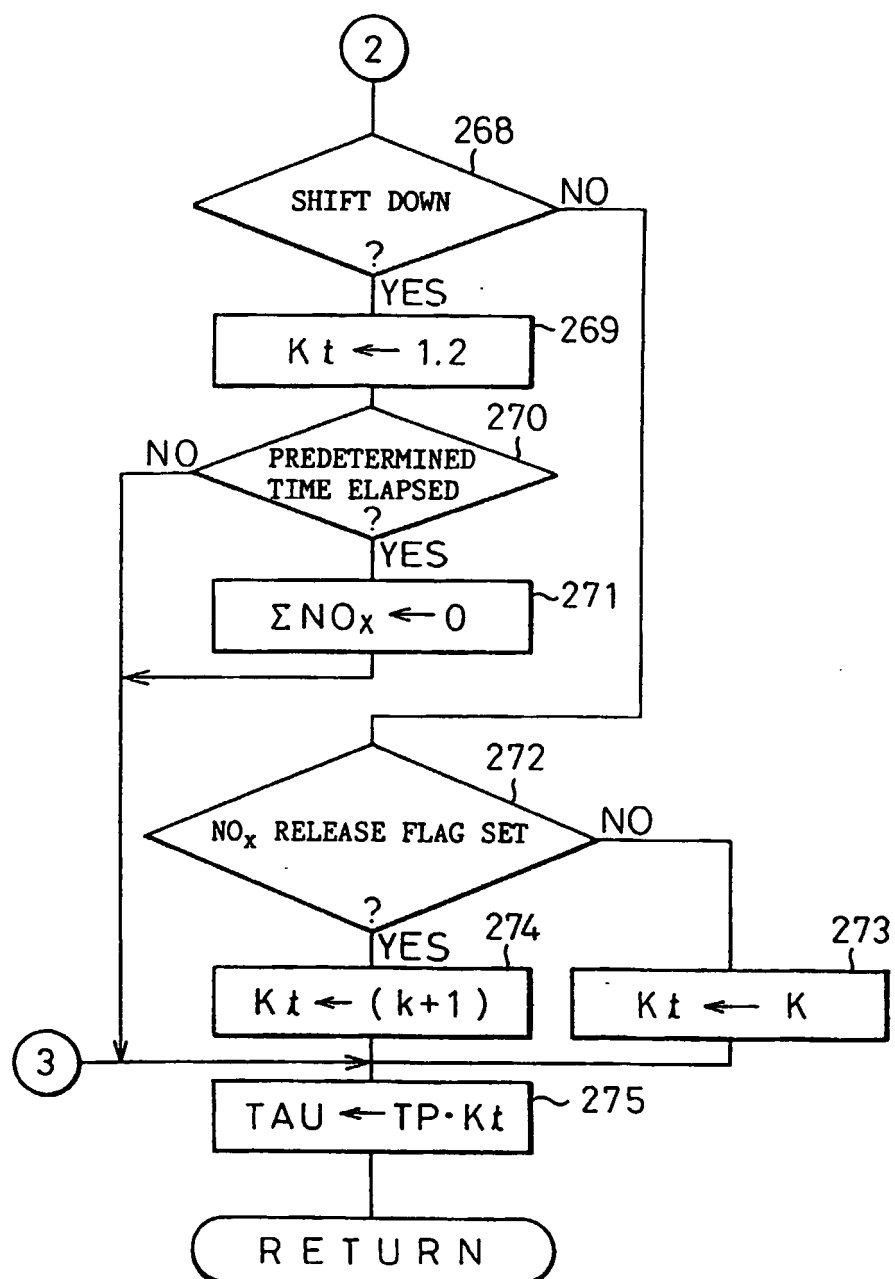 2
268
SHIFT DOWN
?
NO
YES
Kt ← 1.2
269
270
NO
PREDETERMINED
TIME ELAPSED
?
YES
ΣNOx ← 0
271
272
NOx RELEASE FLAG SET
?
NO
YES
274
273
Kt ← (k+1)
Kt ← K
3
TAU ← TP·Kt
275
RETURN